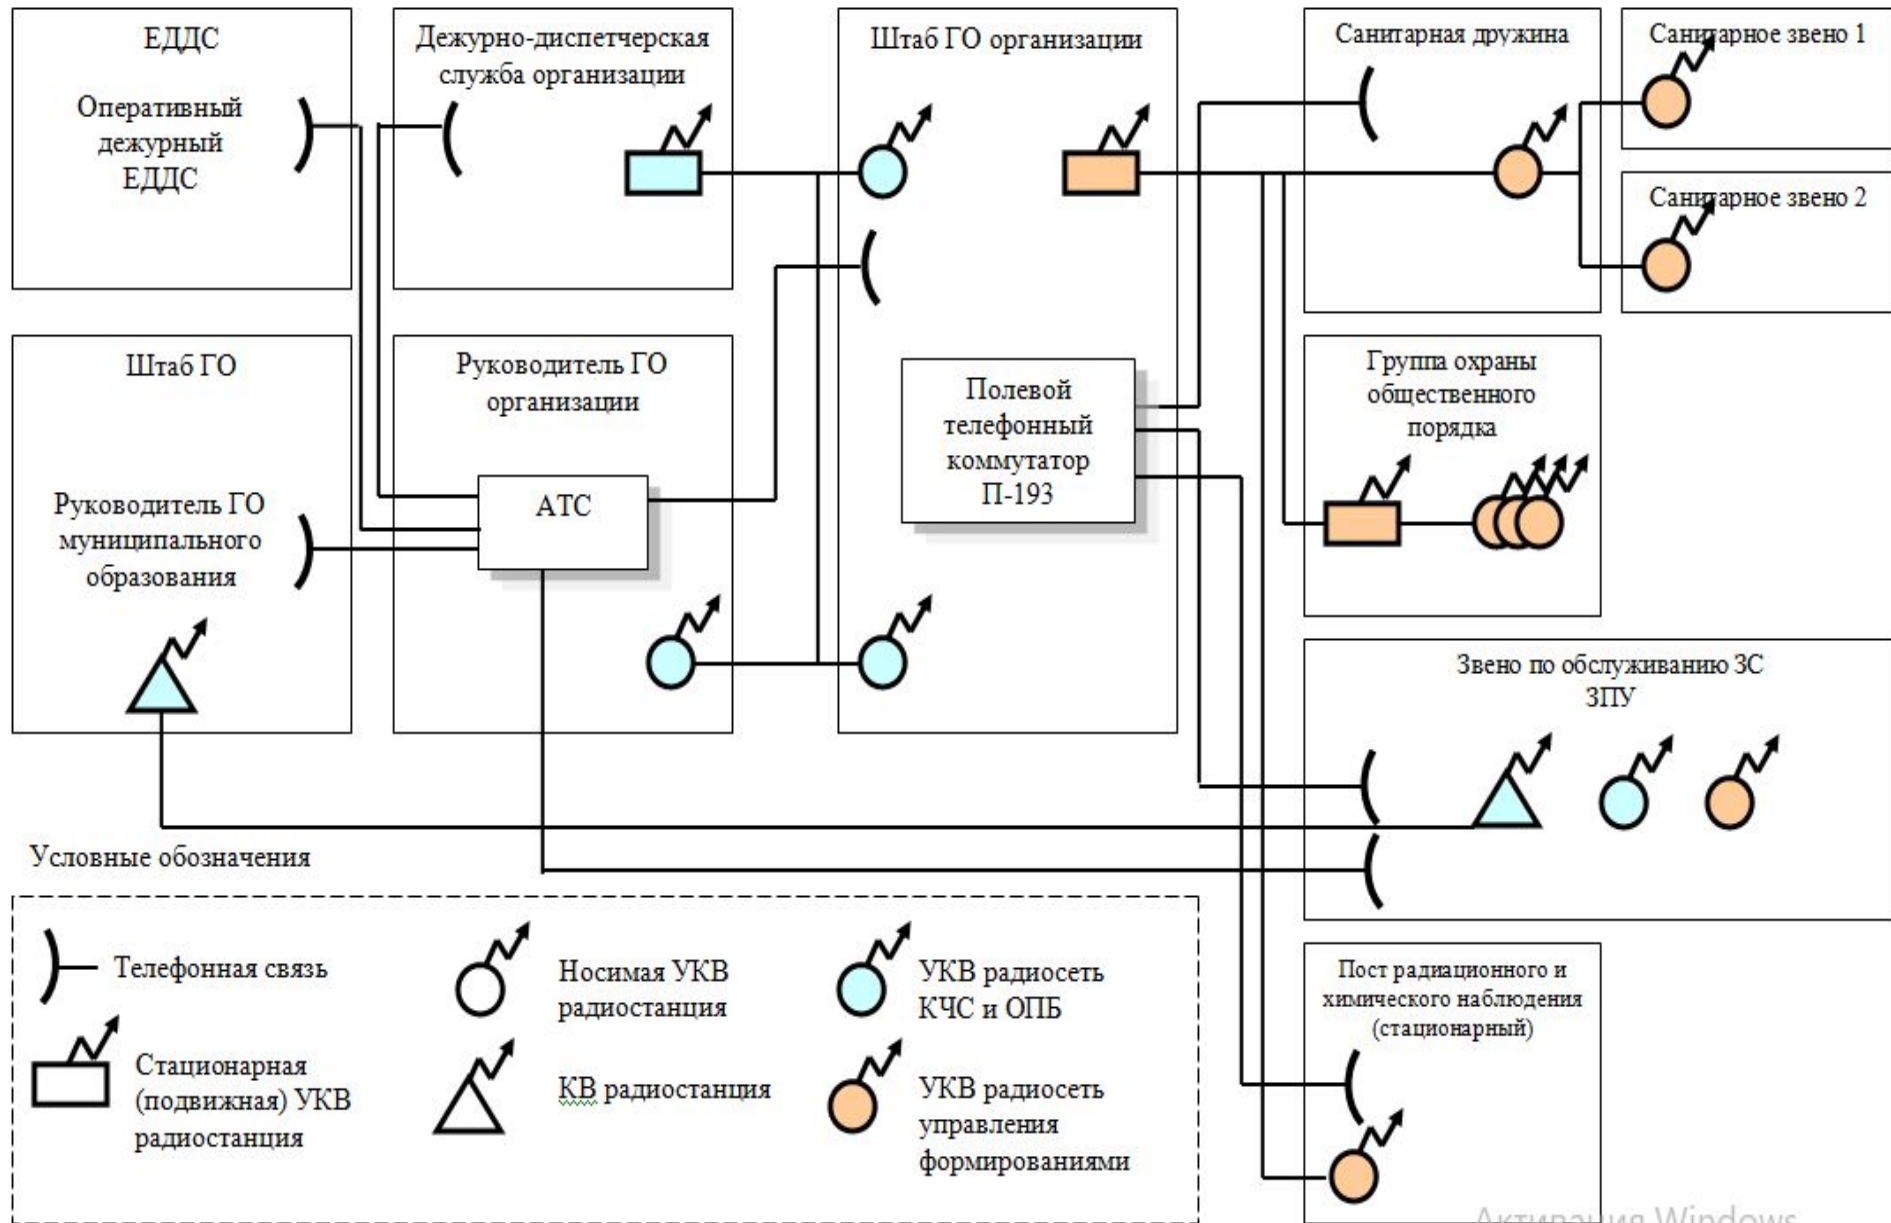 ЕДДС
Оперативный
дежурный
ЕДДС
Дежурно-диспетчерская
служба организации
Штаб ГО организации
Санитарная дружина
Санитарное звено 1
Санитарное звено 2
Штаб ГО
Руководитель ГО
муниципального
образования
Руководитель ГО
организации
АТС
Полевой
телефонный
коммутатор
П-193
Группа охраны
общественного
порядка
Звено по обслуживанию ЗС
ЗПУ
Пост радиационного и
химического наблюдения
(стационарный)
Условные обозначения
Телефонная связь
Стационарная
(подвижная) УКВ
радиостанция
Носимая УКВ
радиостанция
КВ радиостанция
УКВ радиосеть
КЧС и ОПБ
УКВ радиосеть
управления
формированиями
Активация Windows